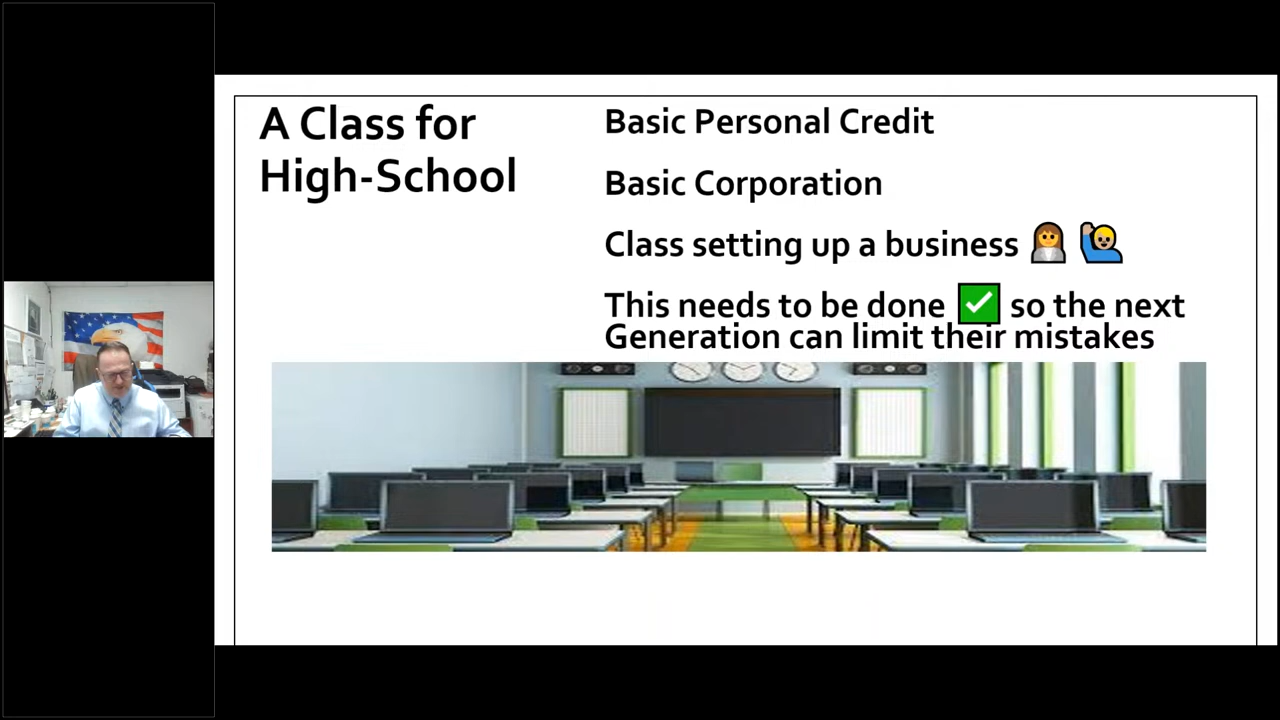 A Class for
High-School
Basic Personal Credit
Basic Corporation
Class setting up a business 👩‍💼 🙋
This needs to be done ✅ so the next
Generation can limit their mistakes